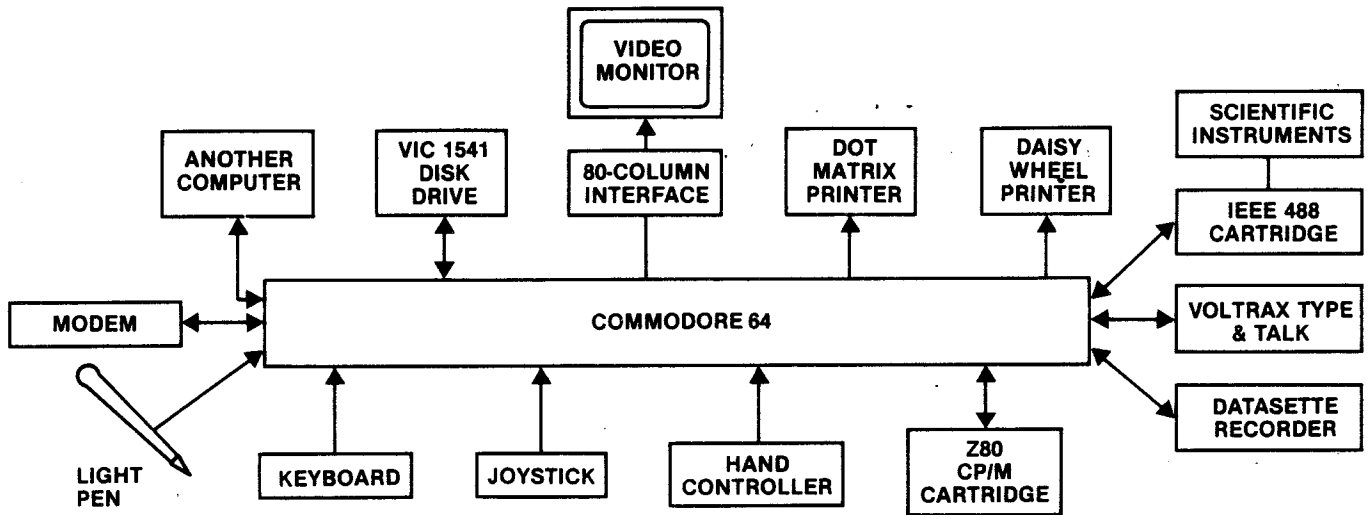 VIDEO
MONITOR
ANOTHER
COMPUTER
VIC 1541
DISK
DRIVE
80-COLUMN
INTERFACE
DOT
MATRIX
PRINTER
DAISY
WHEEL
PRINTER
SCIENTIFIC
INSTRUMENTS
IEEE 488
CARTRIDGE
MODEM
COMMODORE 64
VOLTRAX TYPE
& TALK
DATASETTE
RECORDER
LIGHT
PEN
KEYBOARD
JOYSTICK
HAND
CONTROLLER
Z80
CP/M
CARTRIDGE